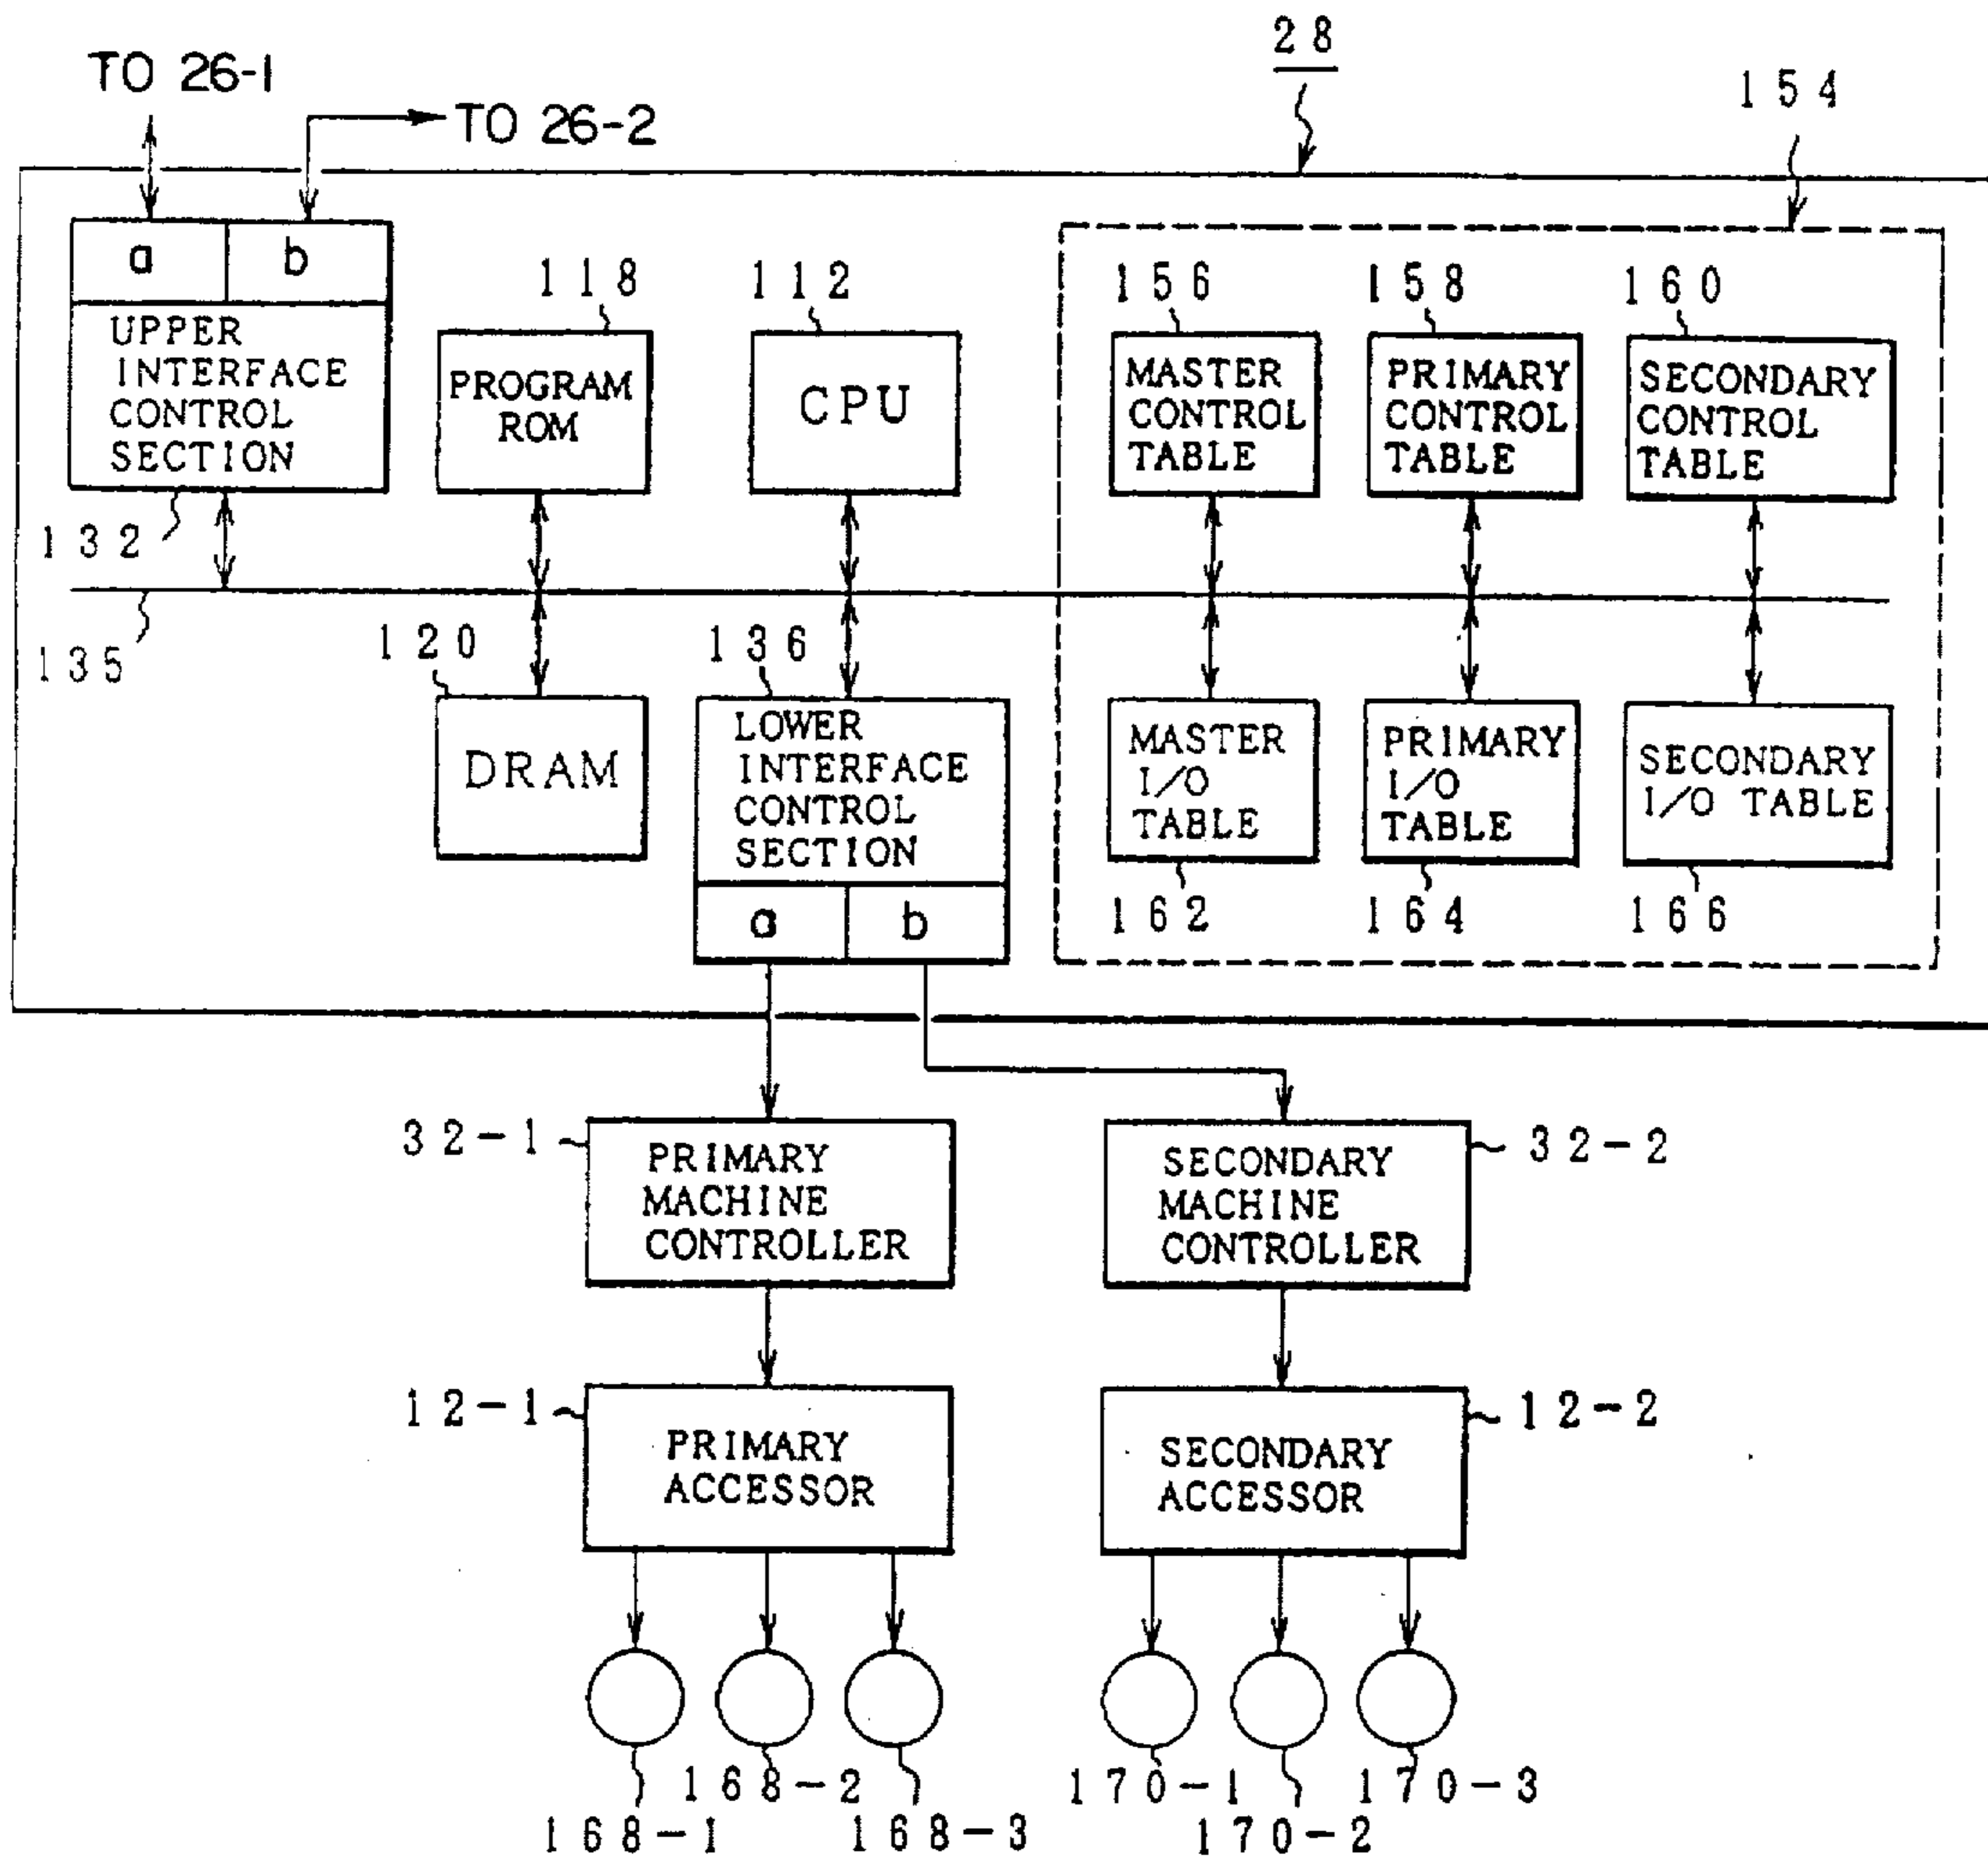 28
154
TO 26-1
TO 26-2
a b
UPPER
INTERFACE
CONTROL
SECTION
132
118
PROGRAM
ROM
112
CPU
156
MASTER
CONTROL
TABLE
158
PRIMARY
CONTROL
TABLE
160
SECONDARY
CONTROL
TABLE
135
120
DRAM
136
LOWER
INTERFACE
CONTROL
SECTION
a b
MASTER
I/O
TABLE
162
PRIMARY
I/O
TABLE
164
SECONDARY
I/O TABLE
166
32-1
PRIMARY
MACHINE
CONTROLLER
SECONDARY
MACHINE
CONTROLLER
32-2
12-1
PRIMARY
ACCESSOR
SECONDARY
ACCESSOR
12-2
168-1
168-2
168-3
170-1
170-2
170-3